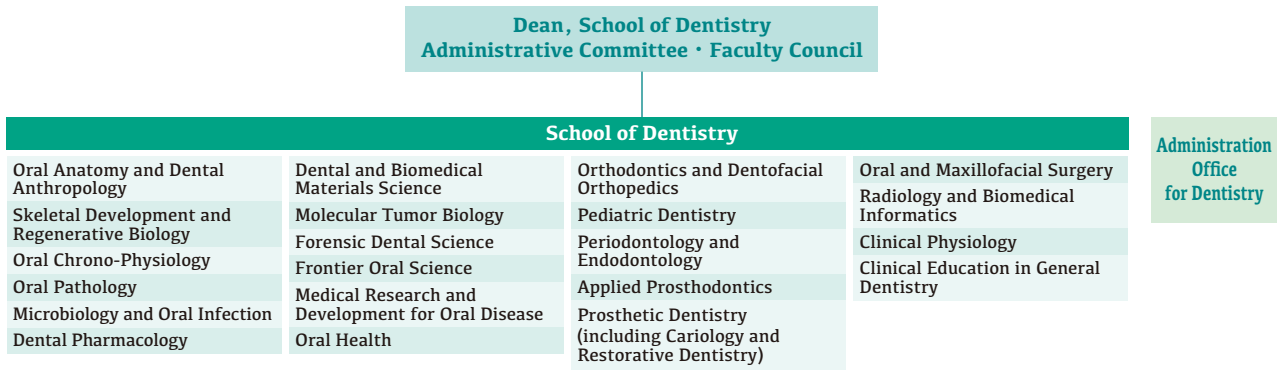 Dean, School of Dentistry
Administrative Committee・Faculty Council
School of Dentistry
Oral Anatomy and Dental
Anthropology
Skeletal Development and
Regenerative Biology
Oral Chrono-Physiology
Oral Pathology
Microbiology and Oral Infection
Dental Pharmacology
Dental and Biomedical
Materials Science
Molecular Tumor Biology
Forensic Dental Science
Frontier Oral Science
Medical Research and
Development for Oral Disease
Oral Health
Orthodontics and Dentofacial
Orthopedics
Pediatric Dentistry
Periodontology and
Endodontology
Applied Prosthodontics
Prosthetic Dentistry
(including Cariology and
Restorative Dentistry)
Oral and Maxillofacial Surgery
Radiology and Biomedical
Informatics
Clinical Physiology
Clinical Education in General
Dentistry
Administration
Office
for Dentistry